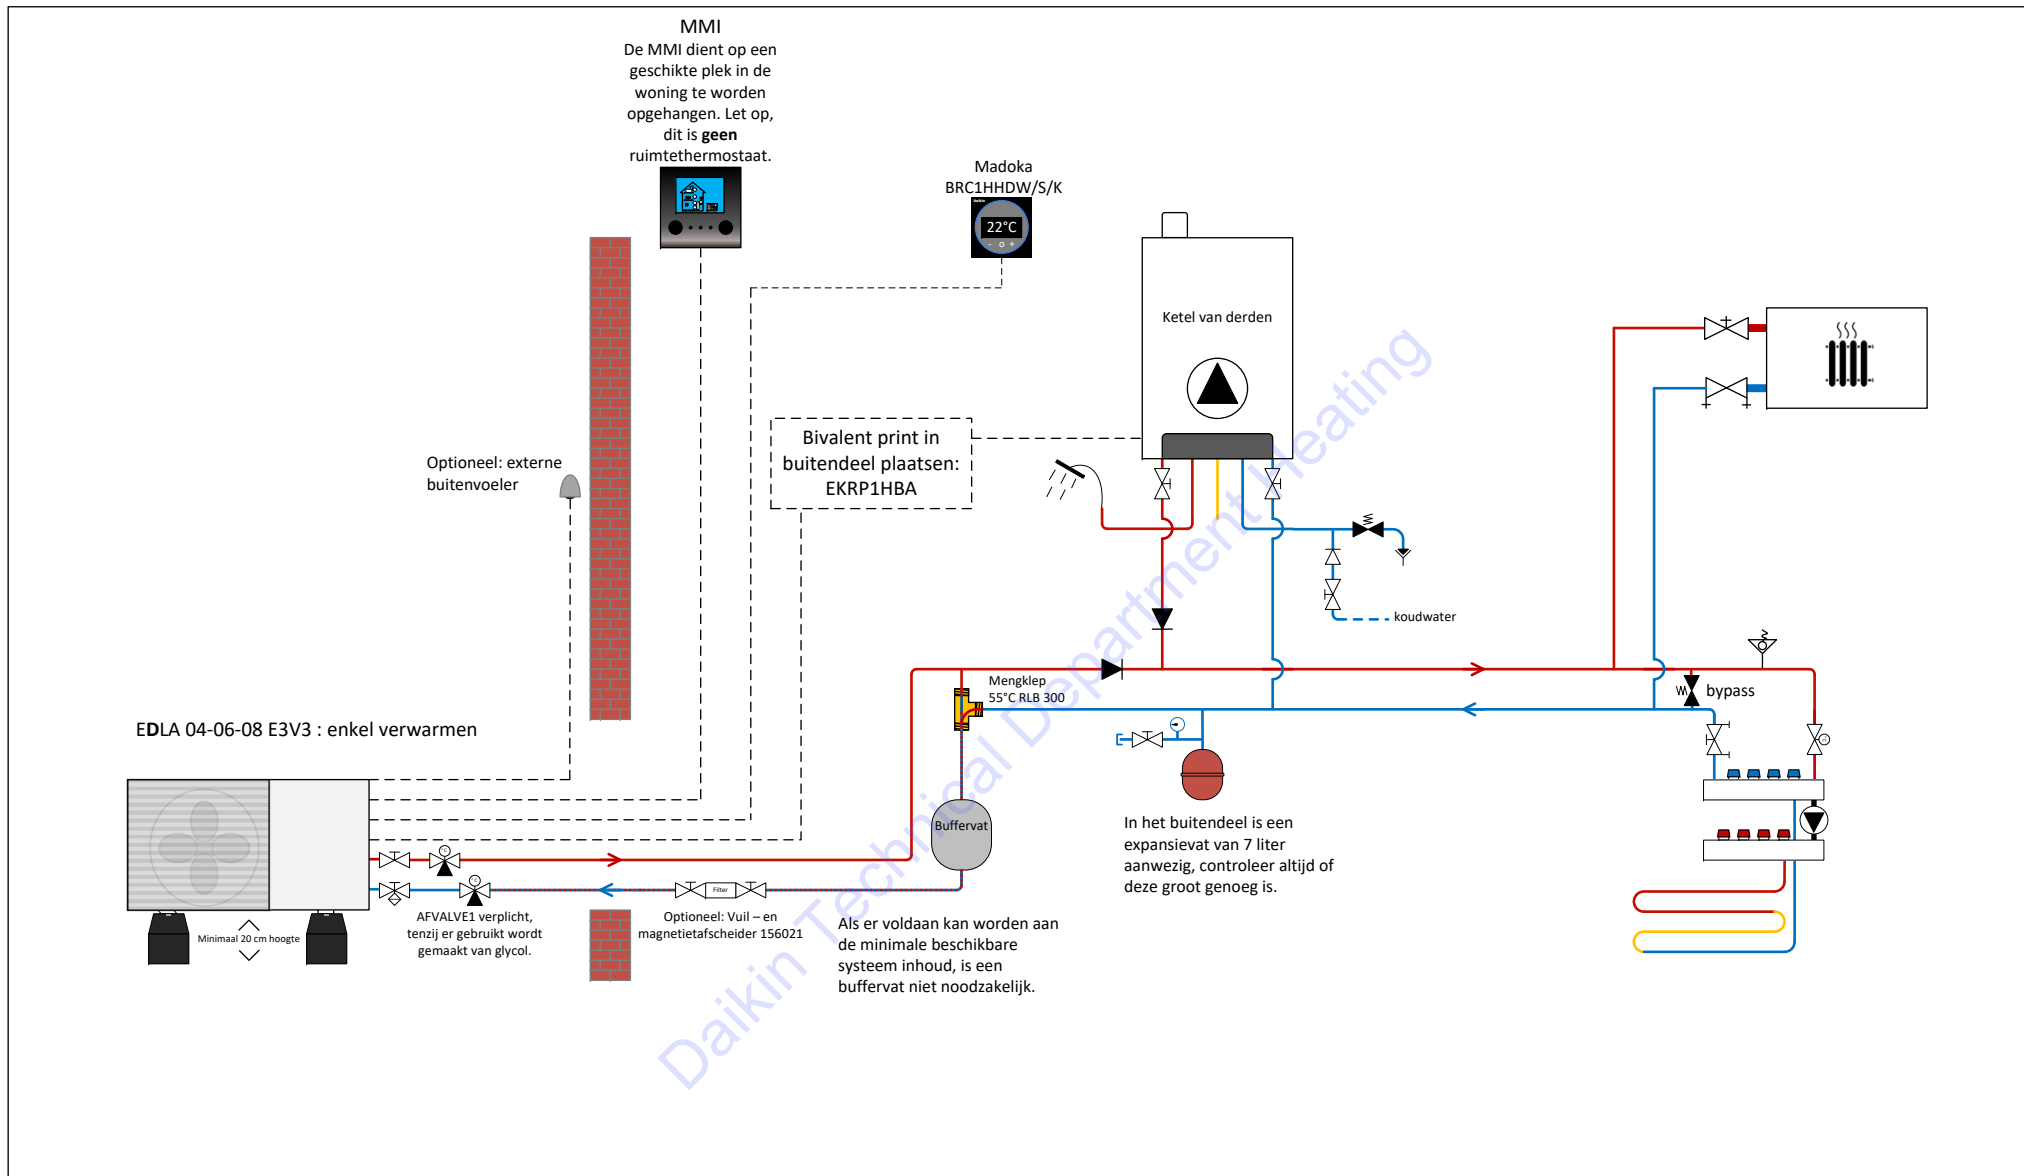 MMI
De MMI dient op een
geschikte plek in de
woning te worden
opgehangen. Let op,
dit is geen
ruimtethermostaat.
Madoka
BRC1HHDW/S/K
Daikin
22°C
- o +
Ketel van derden
Bivalent print in
buitendeel plaatsen:
EKRP1HBA
Optioneel: externe
buitenvoeler
koudwater
Mengklep
55°C RLB 300
bypass
EDLA 04-06-08 E3V3 : enkel verwarmen
Buffervat
In het buitendeel is een
expansievat van 7 liter
aanwezig, controleer altijd of
deze groot genoeg is.
Filter
Minimaal 20 cm hoogte
AFVALVE1 verplicht,
tenzij er gebruikt wordt
gemaakt van glycol.
Optioneel: Vuil – en
magnetietafscheider 156021
Als er voldaan kan worden aan
de minimale beschikbare
systeem inhoud, is een
buffervat niet noodzakelijk.
Daikin Technical Department Heating